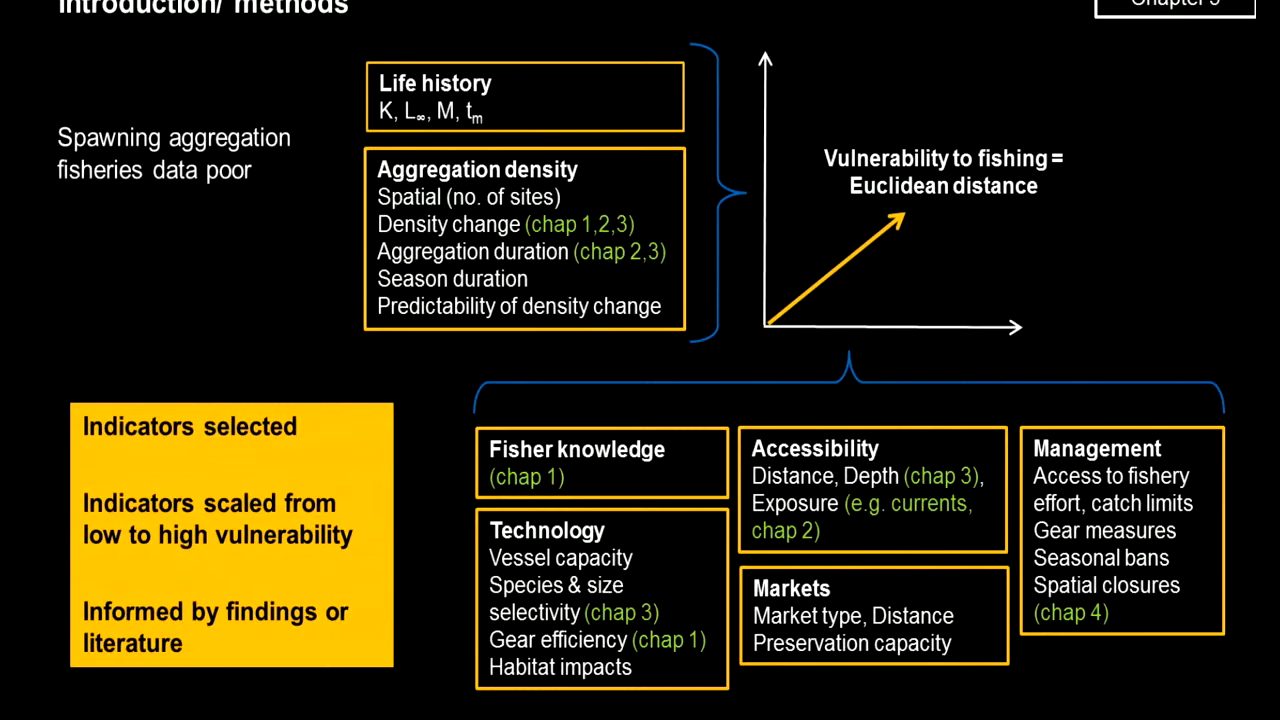 Introduction/ methods
Chapter 5
Spawning aggregation
fisheries data poor
Life history
K, L∞, M, tm
Aggregation density
Spatial (no. of sites)
Density change (chap 1,2,3)
Aggregation duration (chap 2,3)
Season duration
Predictability of density change
Vulnerability to fishing =
Euclidean distance
Indicators selected
Indicators scaled from
low to high vulnerability
Informed by findings or
literature
Fisher knowledge
(chap 1)
Technology
Vessel capacity
Species & size
selectivity (chap 3)
Gear efficiency (chap 1)
Habitat impacts
Accessibility
Distance, Depth (chap 3),
Exposure (e.g. currents,
chap 2)
Markets
Market type, Distance
Preservation capacity
Management
Access to fishery
effort, catch limits
Gear measures
Seasonal bans
Spatial closures
(chap 4)